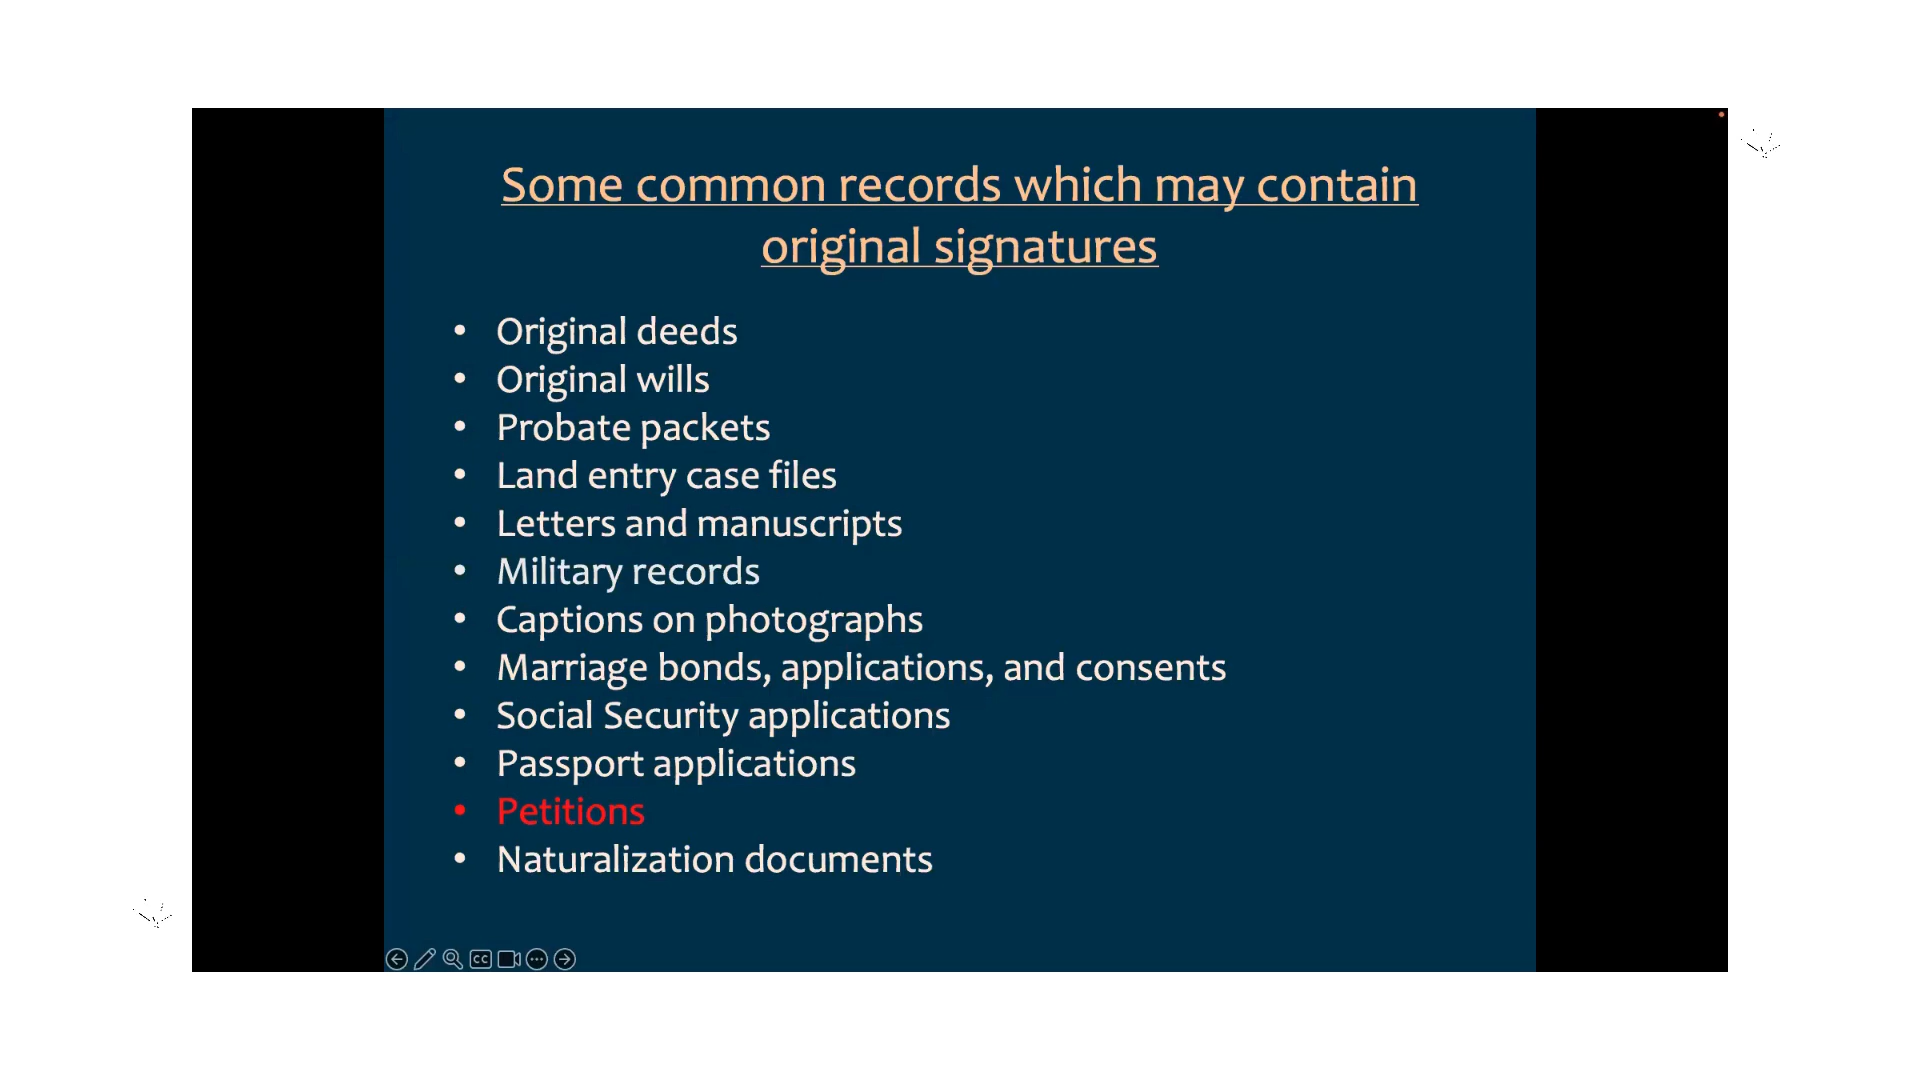 Some common records which may contain
original signatures
• Original deeds
• Original wills
• Probate packets
• Land entry case files
• Letters and manuscripts
• Military records
• Captions on photographs
• Marriage bonds, applications, and consents
• Social Security applications
• Passport applications
• Petitions
• Naturalization documents
CC